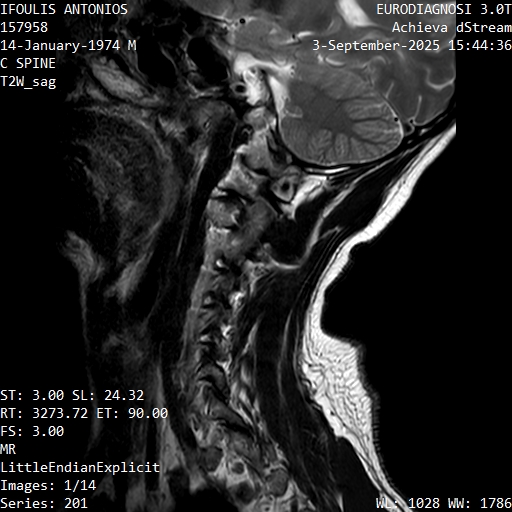 IFOULIS ANTONIOS
157958
14-January-1974 M
C SPINE
T2W_sag
EURODIAGNOSI 3.0T
Achieva dStream
3-September-2025 15:44:36
ST: 3.00 SL: 24.32
RT: 3273.72 ET: 90.00
FS: 3.00
MR
LittleEndianExplicit
Images: 1/14
Series: 201
WL: 1028 WW: 1786